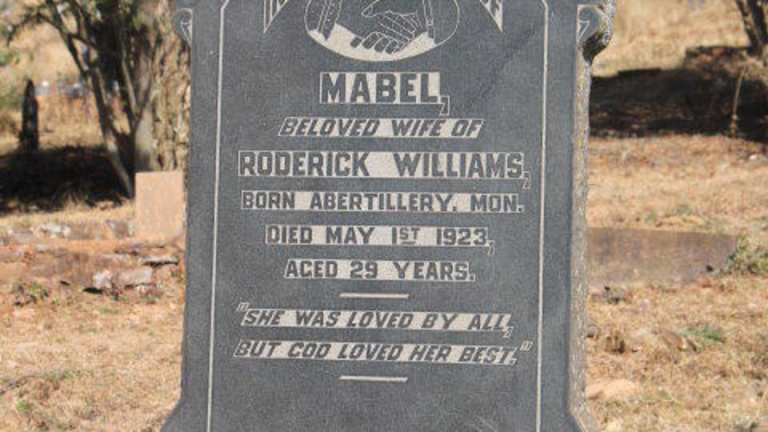 MABEL,
BELOVED WIFE OF
RODERICK WILLIAMS,
BORN ABERTILLERY, MON.
DIED MAY 1ST 1923,
AGED 29 YEARS.
"SHE WAS LOVED BY ALL,
BUT GOD LOVED HER BEST."